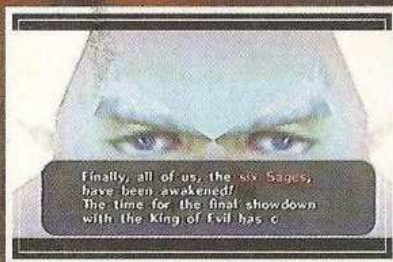 Finally, all of us, the six Sages,
have been awakened!
The time for the final showdown
with the King of Evil has c